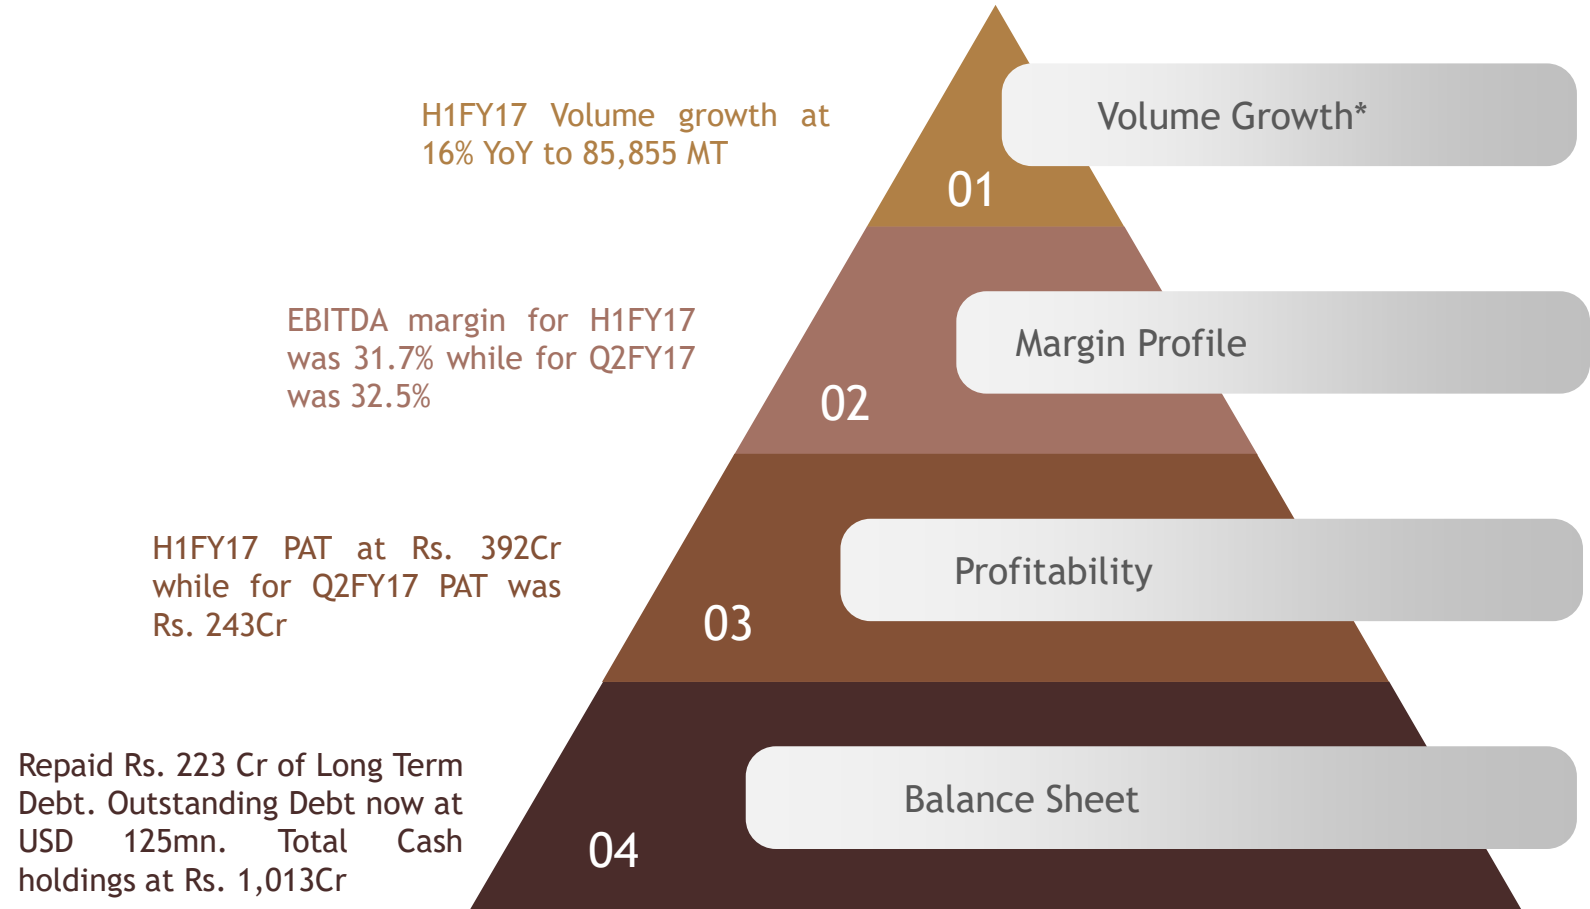 H1FY17 Volume growth at
16% YoY to 85,855 MT
01
Volume Growth*
EBITDA margin for H1FY17
was 31.7% while for Q2FY17
was 32.5%
02
Margin Profile
H1FY17 PAT at Rs. 392Cr
while for Q2FY17 PAT was
Rs. 243Cr
03
Profitability
Repaid Rs. 223 Cr of Long Term
Debt. Outstanding Debt now at
USD 125mn. Total Cash
holdings at Rs. 1,013Cr
04
Balance Sheet